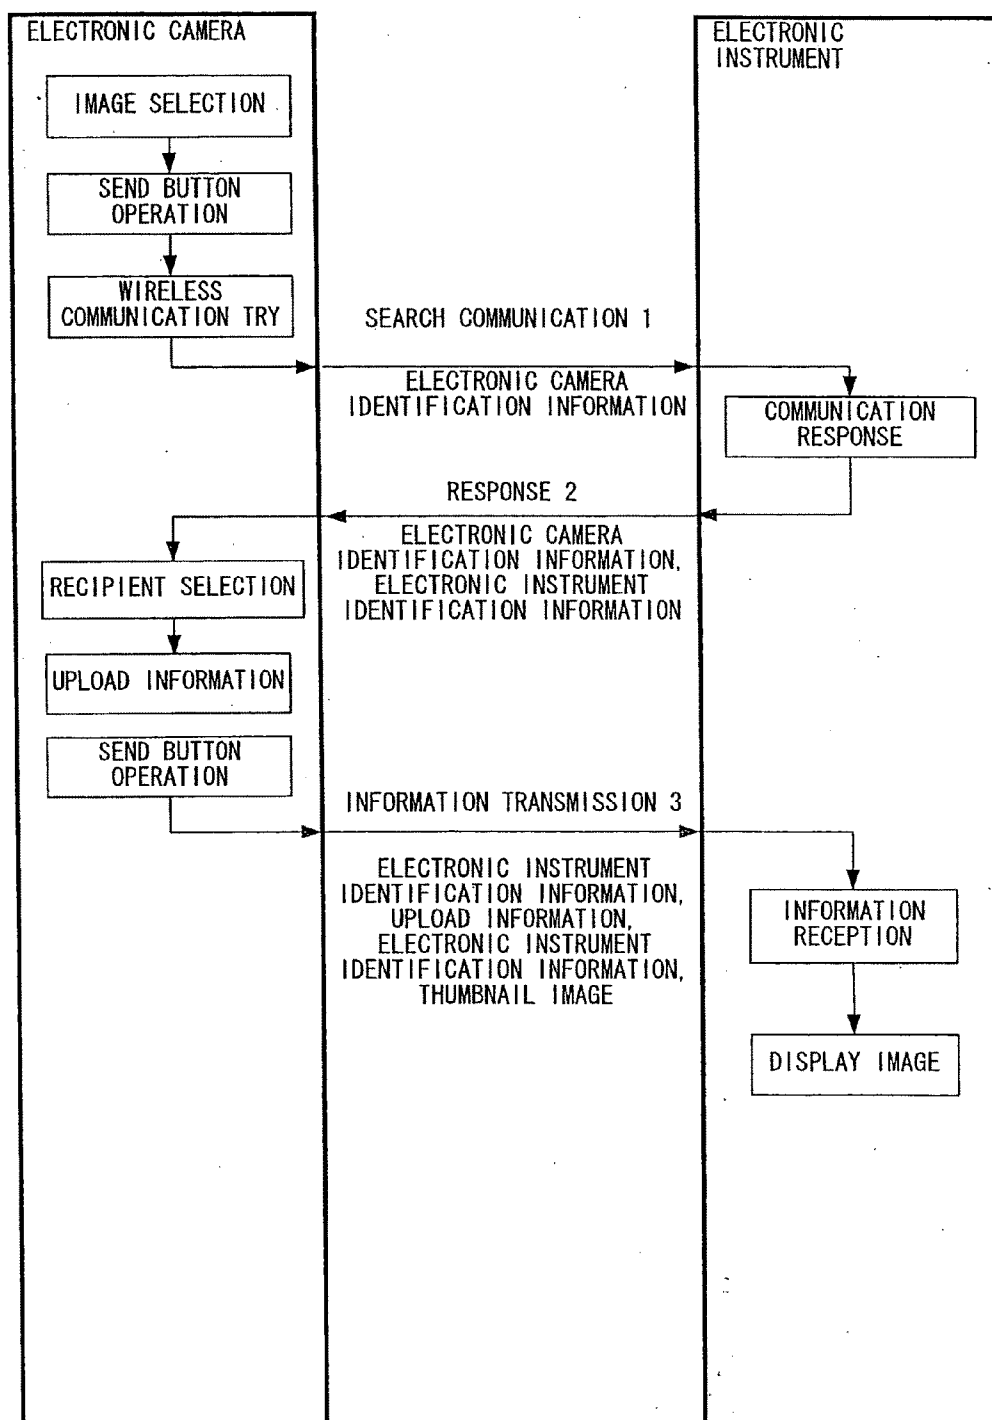 ELECTRONIC CAMERA
ELECTRONIC
INSTRUMENT
IMAGE SELECTION
SEND BUTTON
OPERATION
WIRELESS
COMMUNICATION TRY
SEARCH COMMUNICATION 1
ELECTRONIC CAMERA
IDENTIFICATION INFORMATION
COMMUNICATION
RESPONSE
RESPONSE 2
ELECTRONIC CAMERA
IDENTIFICATION INFORMATION,
ELECTRONIC INSTRUMENT
IDENTIFICATION INFORMATION
RECIPIENT SELECTION
UPLOAD INFORMATION
SEND BUTTON
OPERATION
INFORMATION TRANSMISSION 3
ELECTRONIC INSTRUMENT
IDENTIFICATION INFORMATION,
UPLOAD INFORMATION,
ELECTRONIC INSTRUMENT
IDENTIFICATION INFORMATION,
THUMBNAIL IMAGE
INFORMATION
RECEPTION
DISPLAY IMAGE